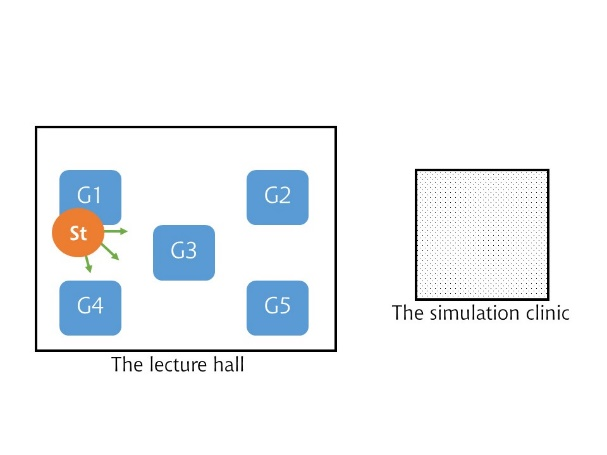 G1
G2
St
G3
G4
G5
The simulation clinic
The lecture hall